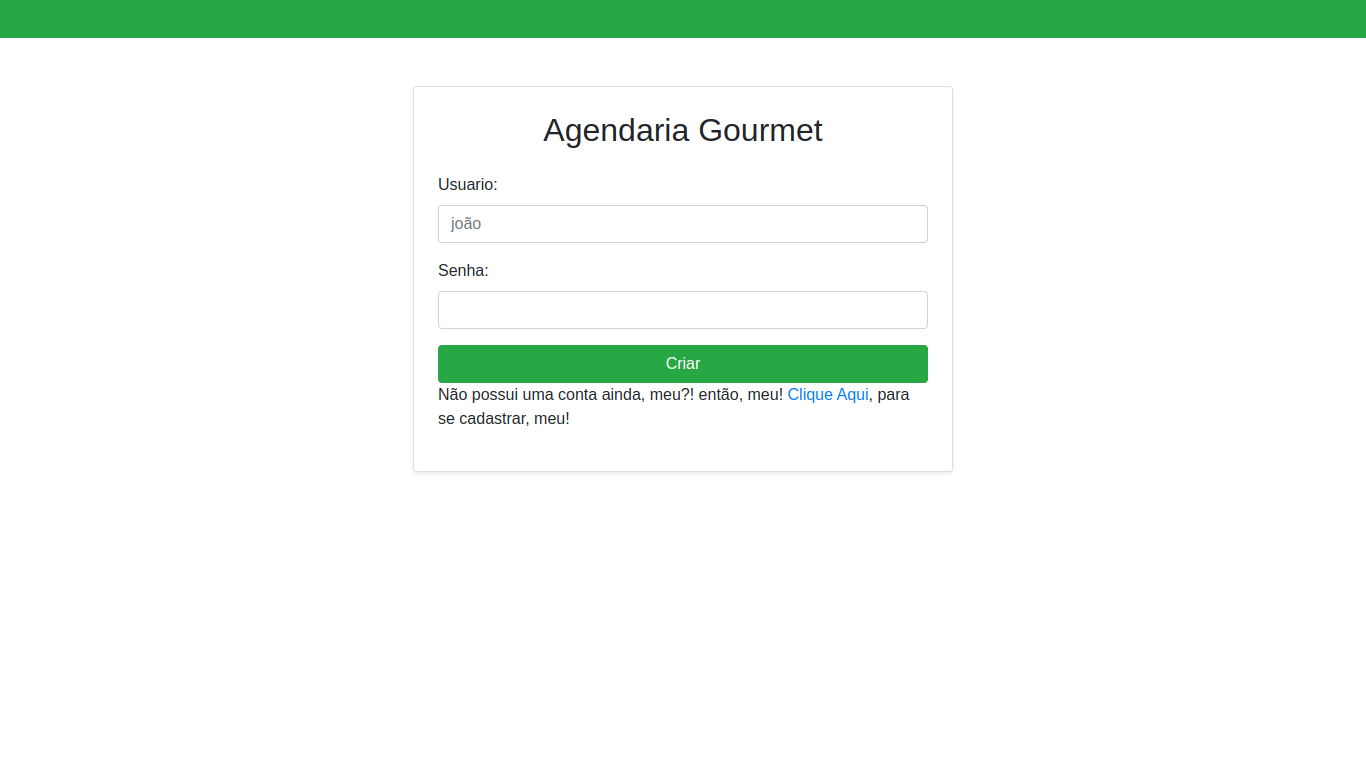 Agendaria Gourmet
Usuario:
joão
Senha:
Criar
Não possui uma conta ainda, meu?! então, meu! Clique Aqui, para
se cadastrar, meu!